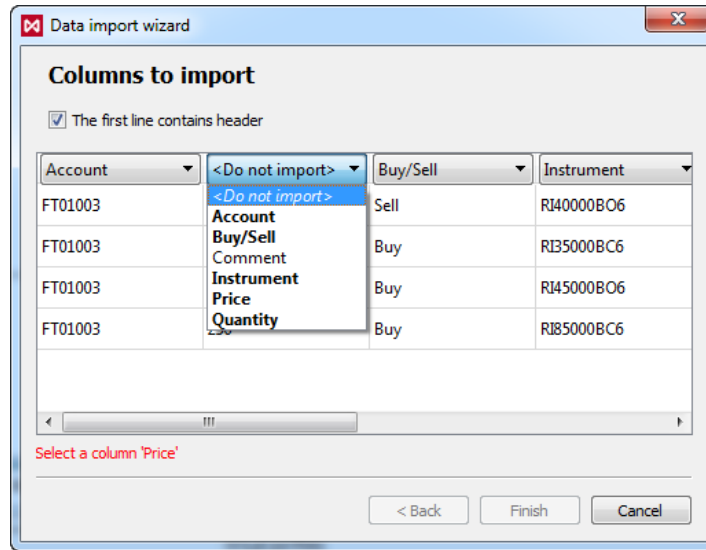 Data import wizard
Columns to import
The first line contains header
Account <Do not import> Buy/Sell Instrument
<Do not import>
Account
Buy/Sell
Comment
Instrument
Price
Quantity
FT01003 Sell RI40000BO6
FT01003 Buy RI35000BC6
FT01003 Buy RI45000BO6
FT01003 Buy RI85000BC6
Select a column 'Price'
< Back Finish Cancel